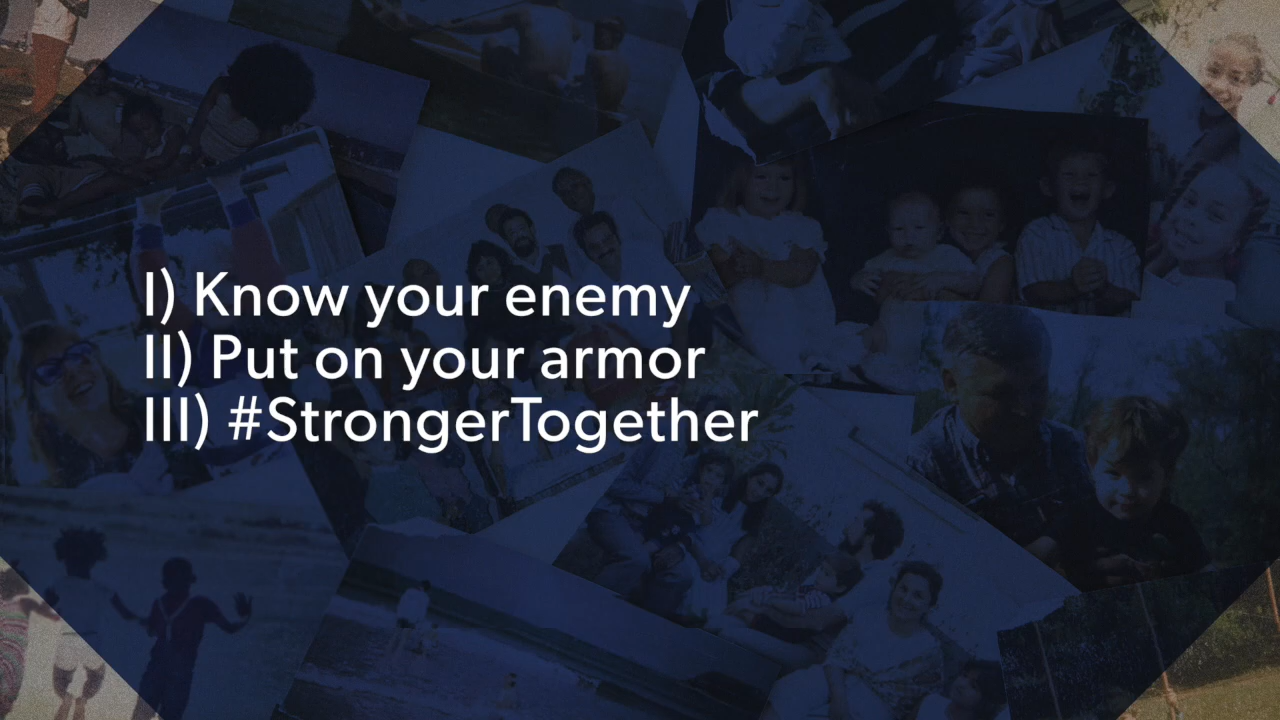 I) Know your enemy
II) Put on your armor
III) #StrongerTogether